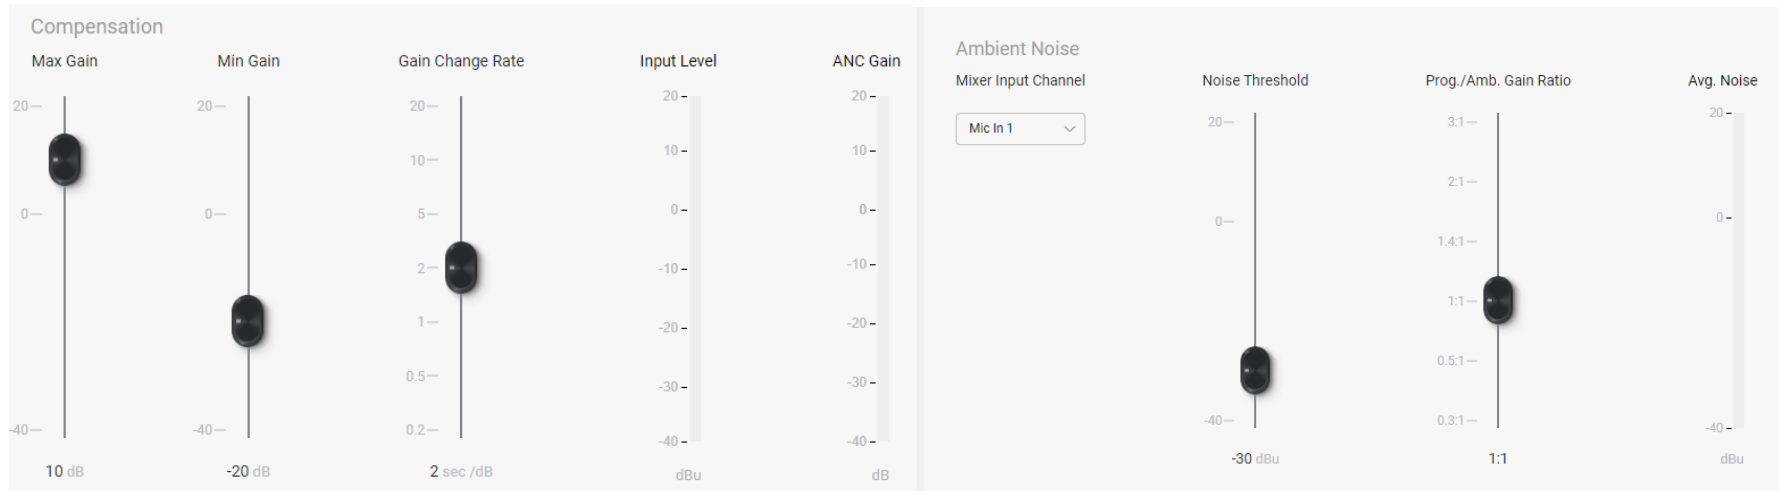 Compensation
Max Gain
20
0
-40
10 dB
Min Gain
20
0
-40
-20 dB
Gain Change Rate
20
10
5
2
1
0.5
0.2
2 sec /dB
Input Level
20
10
0
-10
-20
-30
-40
dBu
ANC Gain
20
10
0
-10
-20
-30
-40
dB
Ambient Noise
Mixer Input Channel
Mic In 1
Noise Threshold
20
0
-40
-30 dBu
Prog./Amb. Gain Ratio
3:1
2:1
1.4:1
1:1
0.5:1
0.3:1
1:1
Avg. Noise
20
0
-40
dBu